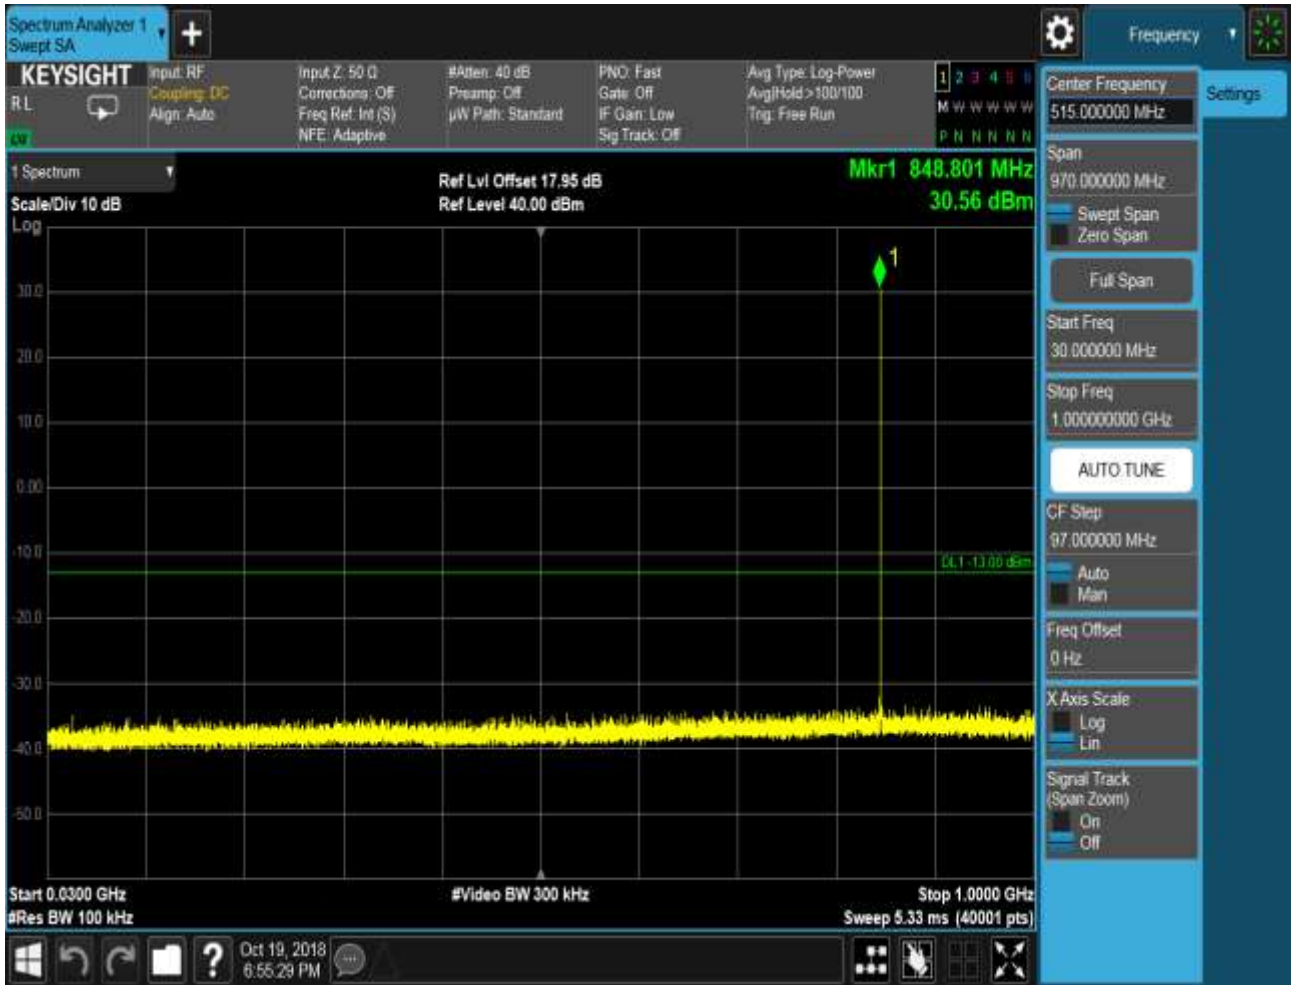 Spectrum Analyzer 1
Swept SA
Frequency
KEYSIGHT
RL
Input: RF
Coupling: DC
Align: Auto
Input Z: 50 Ω
Corrections: Off
Freq Ref: Int (S)
NFE: Adaptive
#Atten: 40 dB
Preamp: Off
µW Path: Standard
PNO: Fast
Gate: Off
IF Gain: Low
Sig Track: Off
Avg Type: Log-Power
Avg|Hold:>100/100
Trig: Free Run
1 2 3 4 5 6
M W W W W W
P N N N N N
1 Spectrum
Scale/Div 10 dB
Log
Ref Lvl Offset 17.95 dB
Ref Level 40.00 dBm
Mkr1 848.801 MHz
30.56 dBm
1
30.0
20.0
10.0
0.00
-10.0
DL1 -13.00 dBm
-20.0
-30.0
-40.0
-50.0
Start 0.0300 GHz
#Res BW 100 kHz
#Video BW 300 kHz
Stop 1.0000 GHz
Sweep 5.33 ms (40001 pts)
Center Frequency
515.000000 MHz
Settings
Span
970.000000 MHz
Swept Span
Zero Span
Full Span
Start Freq
30.000000 MHz
Stop Freq
1.000000000 GHz
AUTO TUNE
CF Step
97.000000 MHz
Auto
Man
Freq Offset
0 Hz
X Axis Scale
Log
Lin
Signal Track
(Span Zoom)
On
Off
?
Oct 19, 2018
6:55:29 PM